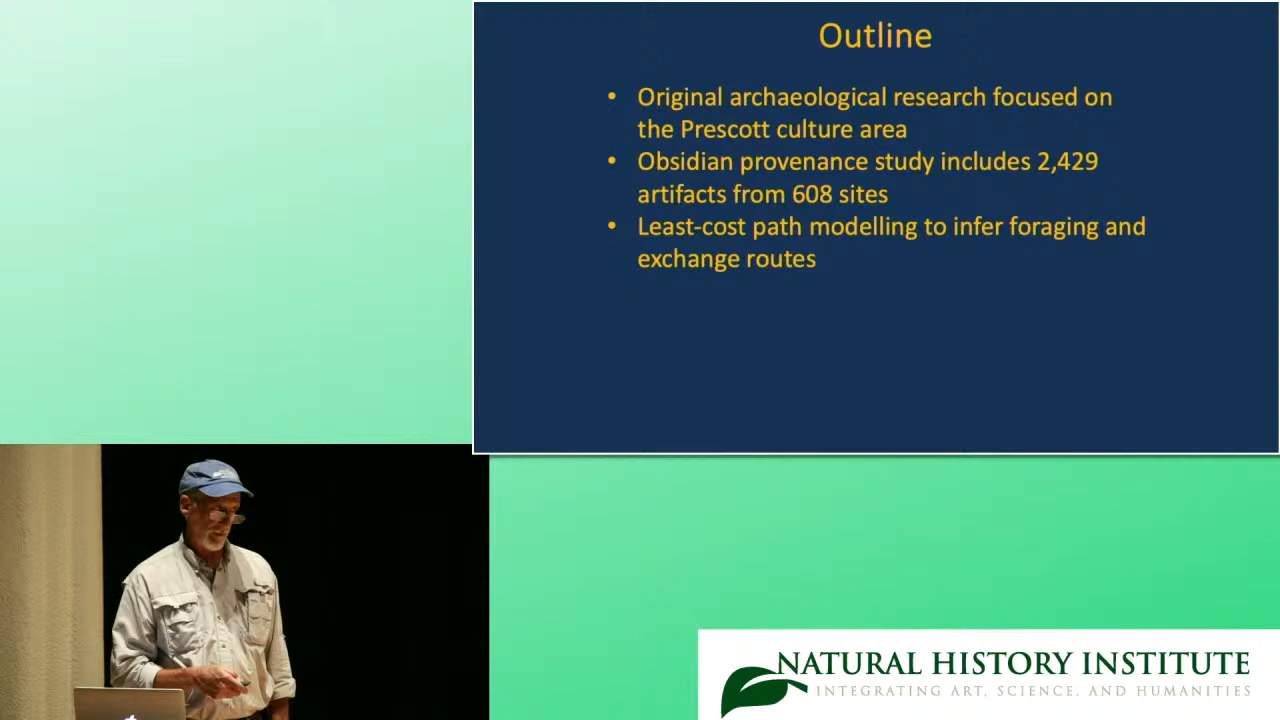 Outline
• Original archaeological research focused on
the Prescott culture area
• Obsidian provenance study includes 2,429
artifacts from 608 sites
• Least-cost path modelling to infer foraging and
exchange routes
NATURAL HISTORY INSTITUTE
INTEGRATING ART, SCIENCE, AND HUMANITIES